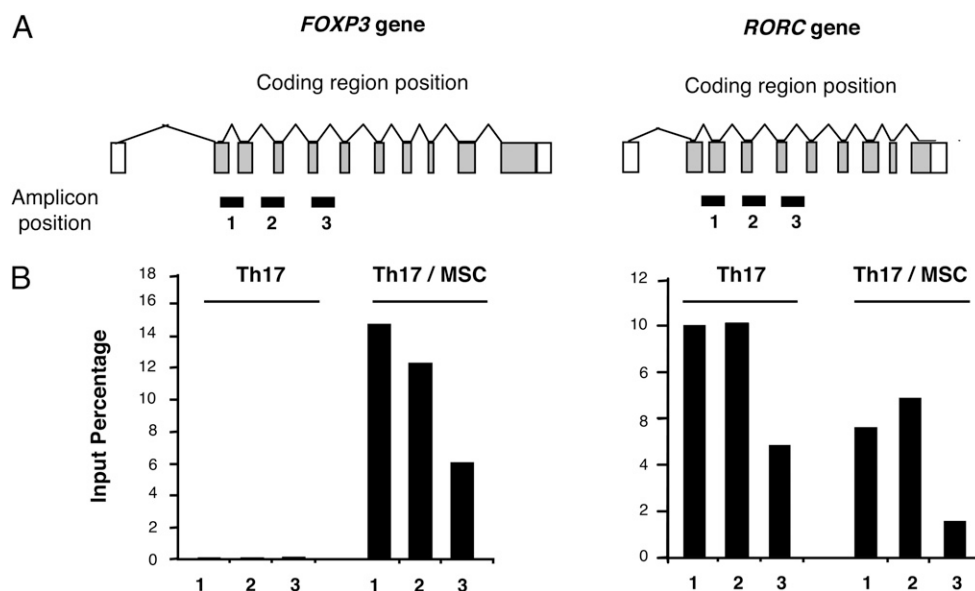 A
FOXP3 gene
RORC gene
Coding region position
Coding region position
Amplicon position
1 2 3
1 2 3
B
Input Percentage
18
16
14
12
10
8
6
4
2
0
Th17
Th17 / MSC
1 2 3 1 2 3
12
10
6
8
4
2
0
Th17
Th17 / MSC
1 2 3 1 2 3